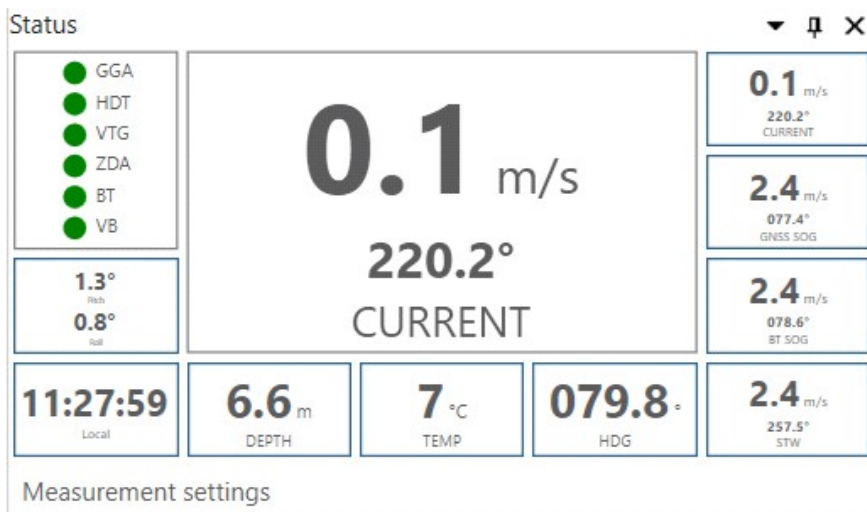 Status
GGA
HDT
VTG
ZDA
BT
VB
1.3°
Pitch
0.8°
Roll
11:27:59
Local
0.1 m/s
220.2°
CURRENT
6.6 m
DEPTH
7 °C
TEMP
079.8 °
HDG
0.1 m/s
220.2°
CURRENT
2.4 m/s
077.4°
GNSS SOG
2.4 m/s
078.6°
BT SOG
2.4 m/s
257.5°
STW
Measurement settings